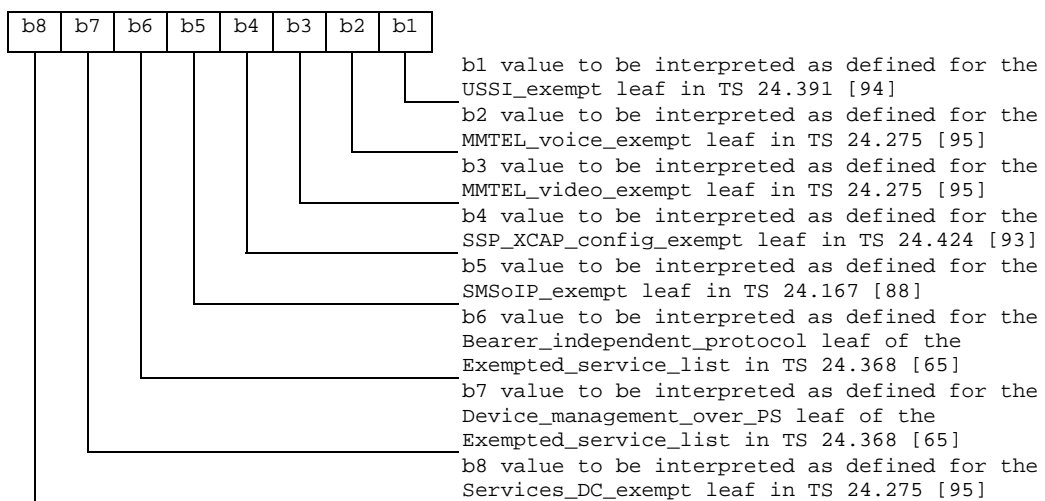 b8 b7 b6 b5 b4 b3 b2 b1
b1 value to be interpreted as defined for the
USSI_exempt leaf in TS 24.391 [94]
b2 value to be interpreted as defined for the
MMTEL_voice_exempt leaf in TS 24.275 [95]
b3 value to be interpreted as defined for the
MMTEL_video_exempt leaf in TS 24.275 [95]
b4 value to be interpreted as defined for the
SSP_XCAP_config_exempt leaf in TS 24.424 [93]
b5 value to be interpreted as defined for the
SMSoIP_exempt leaf in TS 24.167 [88]
b6 value to be interpreted as defined for the
Bearer_independent_protocol leaf of the
Exempted_service_list in TS 24.368 [65]
b7 value to be interpreted as defined for the
Device_management_over_PS leaf of the
Exempted_service_list in TS 24.368 [65]
b8 value to be interpreted as defined for the
Services_DC_exempt leaf in TS 24.275 [95]